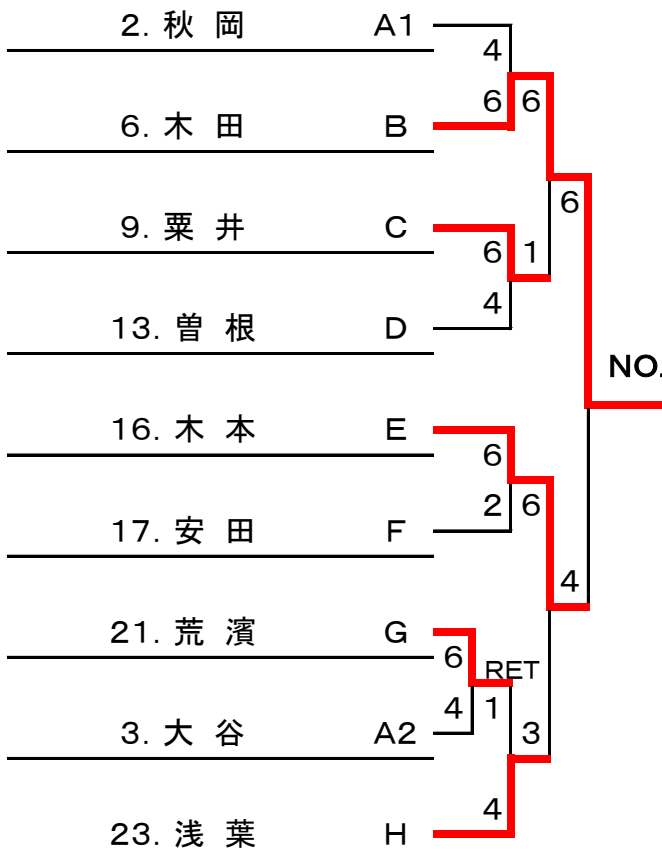 2. 秋 岡 A1
4
6 6
6. 木 田 B
6
9. 粟 井 C
6 1
4
13. 曽 根 D
NO.
16. 木 本 E
6
2 6
17. 安 田 F
4
21. 荒 濱 G
6 RET
4 1 3
3. 大 谷 A2
4
23. 浅 葉 H